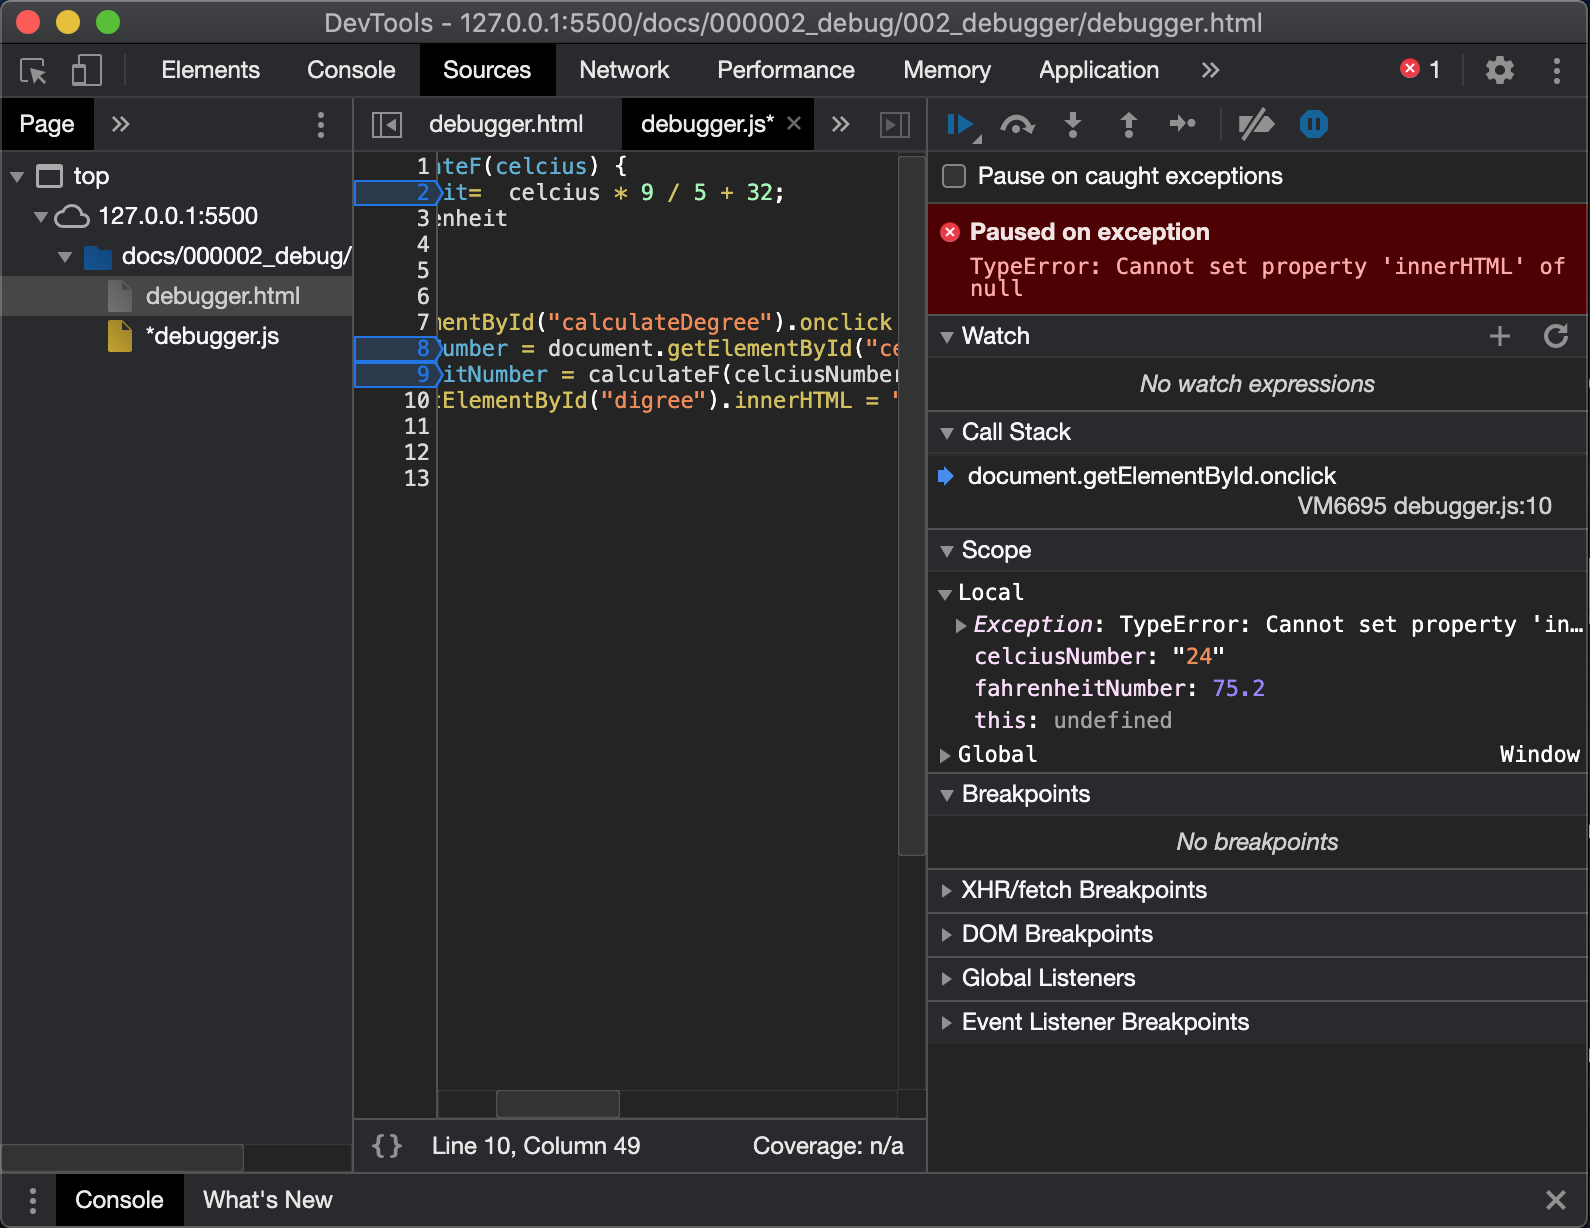 DevTools - 127.0.0.1:5500/docs/000002_debug/002_debugger/debugger.html
Elements Console Sources Network Performance Memory Application » 1
Page »
debugger.html debugger.js* × »
top
127.0.0.1:5500
docs/000002_debug/
debugger.html
*debugger.js
1 ateF(celcius) {
2 it=  celcius * 9 / 5 + 32;
3 enheit
4
5
6
7 mentById("calculateDegree").onclick
8 umber = document.getElementById("ce
9 itNumber = calculateF(celciusNumber
10 tElementById("digree").innerHTML = "
11
12
13
{} Line 10, Column 49 Coverage: n/a
Pause on caught exceptions
Paused on exception
TypeError: Cannot set property 'innerHTML' of
null
Watch
No watch expressions
Call Stack
document.getElementById.onclick
VM6695 debugger.js:10
Scope
Local
Exception: TypeError: Cannot set property 'in…
celciusNumber: "24"
fahrenheitNumber: 75.2
this: undefined
Global Window
Breakpoints
No breakpoints
XHR/fetch Breakpoints
DOM Breakpoints
Global Listeners
Event Listener Breakpoints
Console What's New